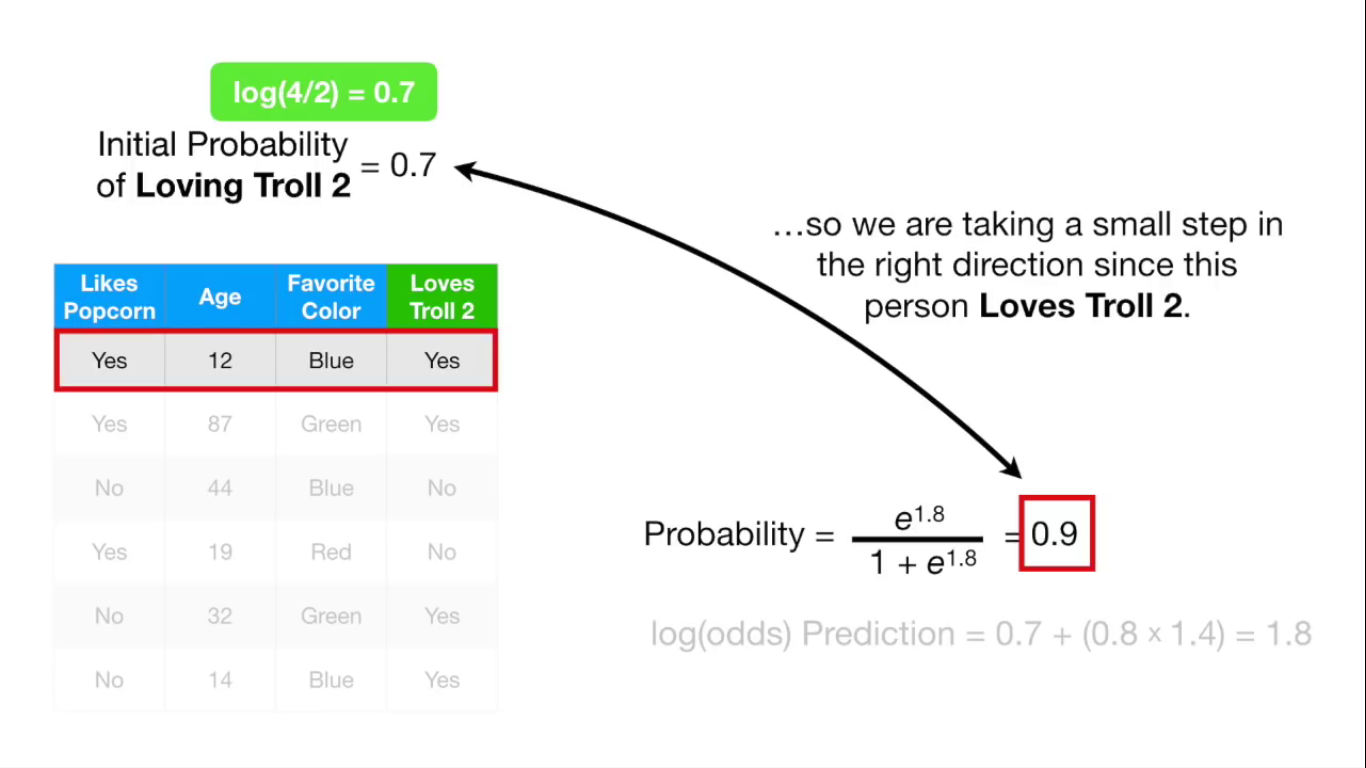 log(4/2) = 0.7
Initial Probability
of Loving Troll 2 = 0.7
…so we are taking a small step in
the right direction since this
person Loves Troll 2.
Likes Popcorn Age Favorite Color Loves Troll 2
Yes 12 Blue Yes
Yes 87 Green Yes
No 44 Blue No
Yes 19 Red No
No 32 Green Yes
No 14 Blue Yes
Probability = e^1.8 / 1 + e^1.8 = 0.9
log(odds) Prediction = 0.7 + (0.8 × 1.4) = 1.8